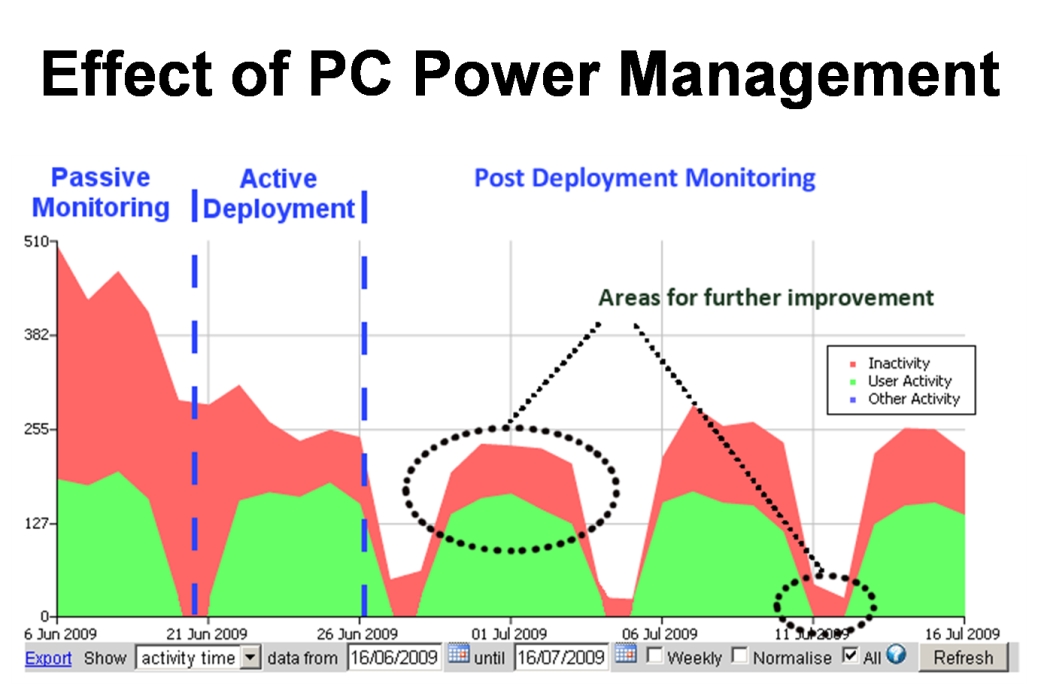 Effect of PC Power Management
Passive
Monitoring
Active
Deployment
Post Deployment Monitoring
510
382
255
127
0
Areas for further improvement
Inactivity
User Activity
Other Activity
6 Jun 2009
21 Jun 2009
26 Jun 2009
01 Jul 2009
06 Jul 2009
11 Jul 2009
16 Jul 2009
Export Show activity time data from 16/06/2009 until 16/07/2009 Weekly Normalise All Refresh